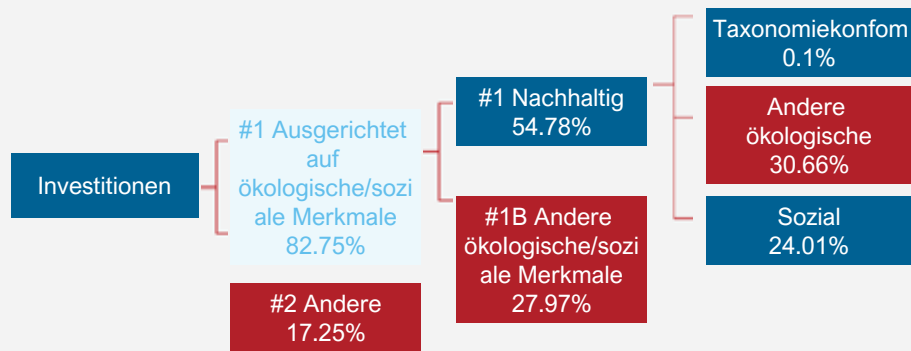 Investitionen
#1 Ausgerichtet
auf
ökologische/sozi
ale Merkmale
82.75%
#2 Andere
17.25%
#1 Nachhaltig
54.78%
#1B Andere
ökologische/sozi
ale Merkmale
27.97%
Taxonomiekonfom
0.1%
Andere
ökologische
30.66%
Sozial
24.01%